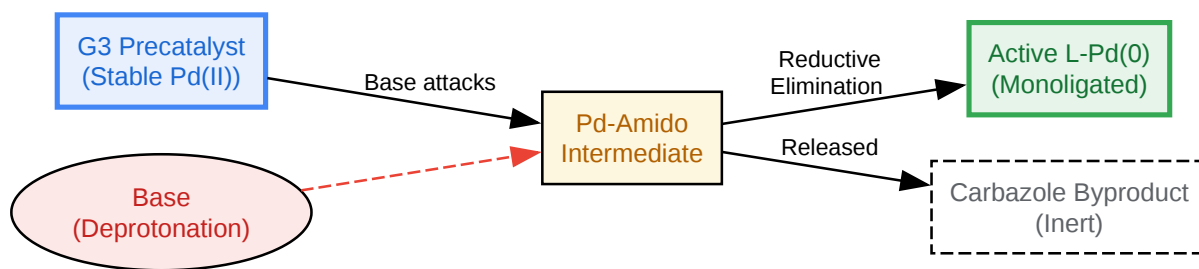 G3 Precatalyst
(Stable Pd(II))
Base attacks
Base
(Deprotonation)
Pd-Amido
Intermediate
Reductive
Elimination
Released
Active L-Pd(0)
(Monoligated)
Carbazole Byproduct
(Inert)